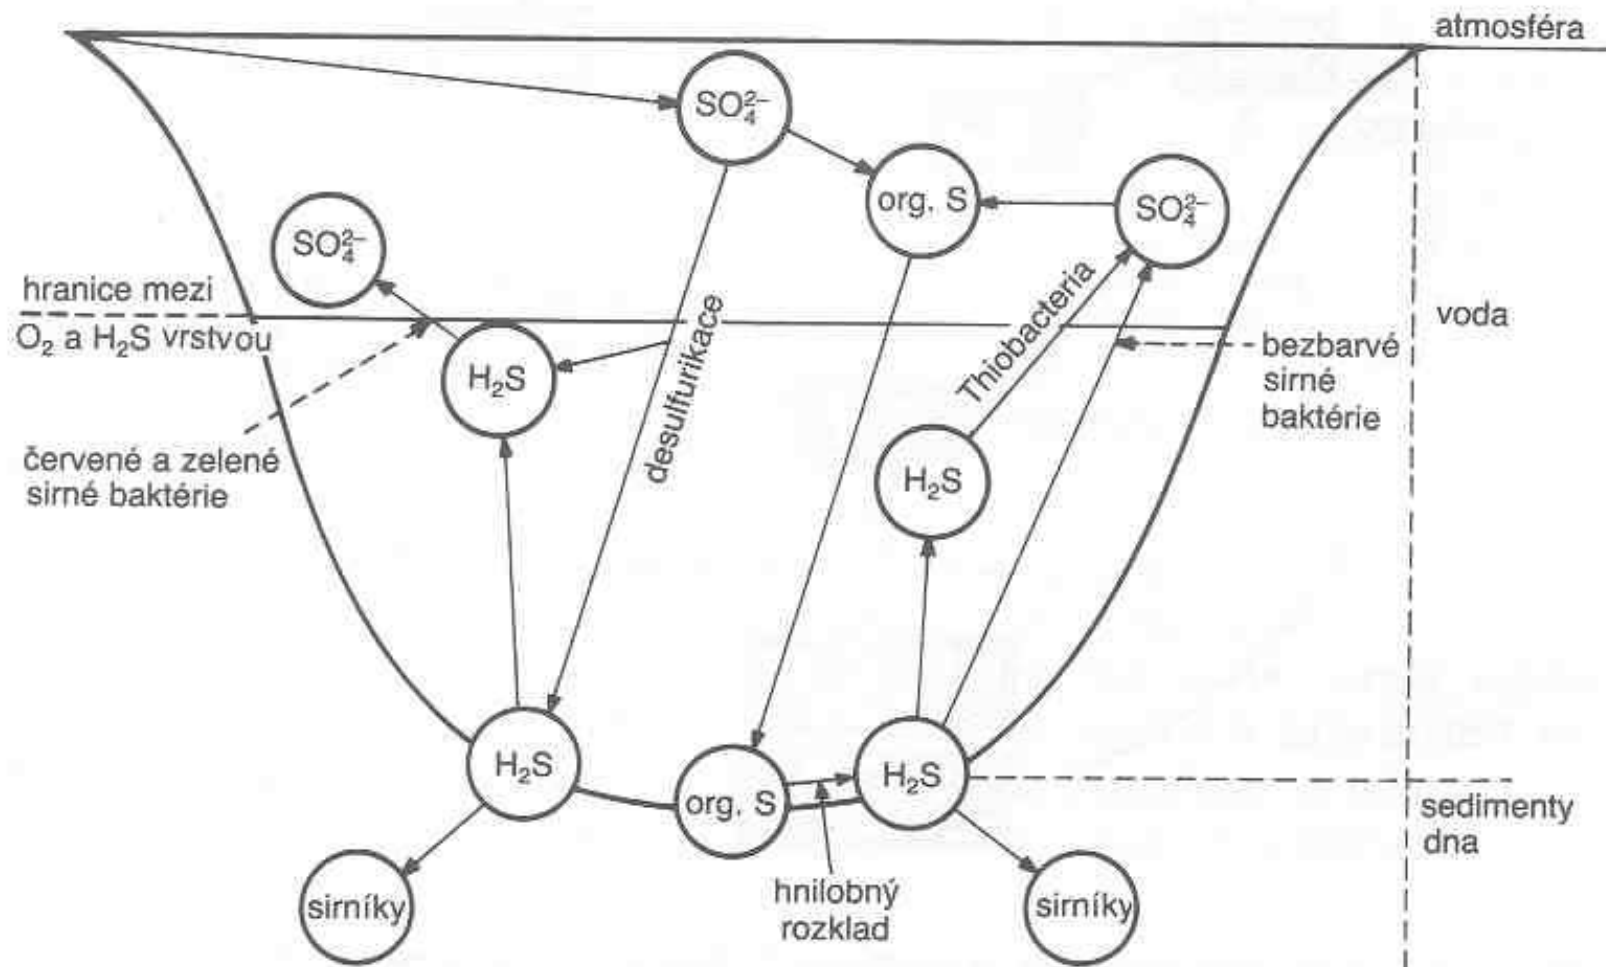 atmosféra
SO₄²⁻
org. S
SO₄²⁻
SO₄²⁻
hranice mezi
O₂ a H₂S vrstvou
voda
H₂S
desulfurikace
Thiobacteria
bezbarvé
sirné
baktérie
červené a zelené
sirné baktérie
H₂S
H₂S
org. S
H₂S
sedimenty
dna
sirníky
hnilobný
rozklad
sirníky